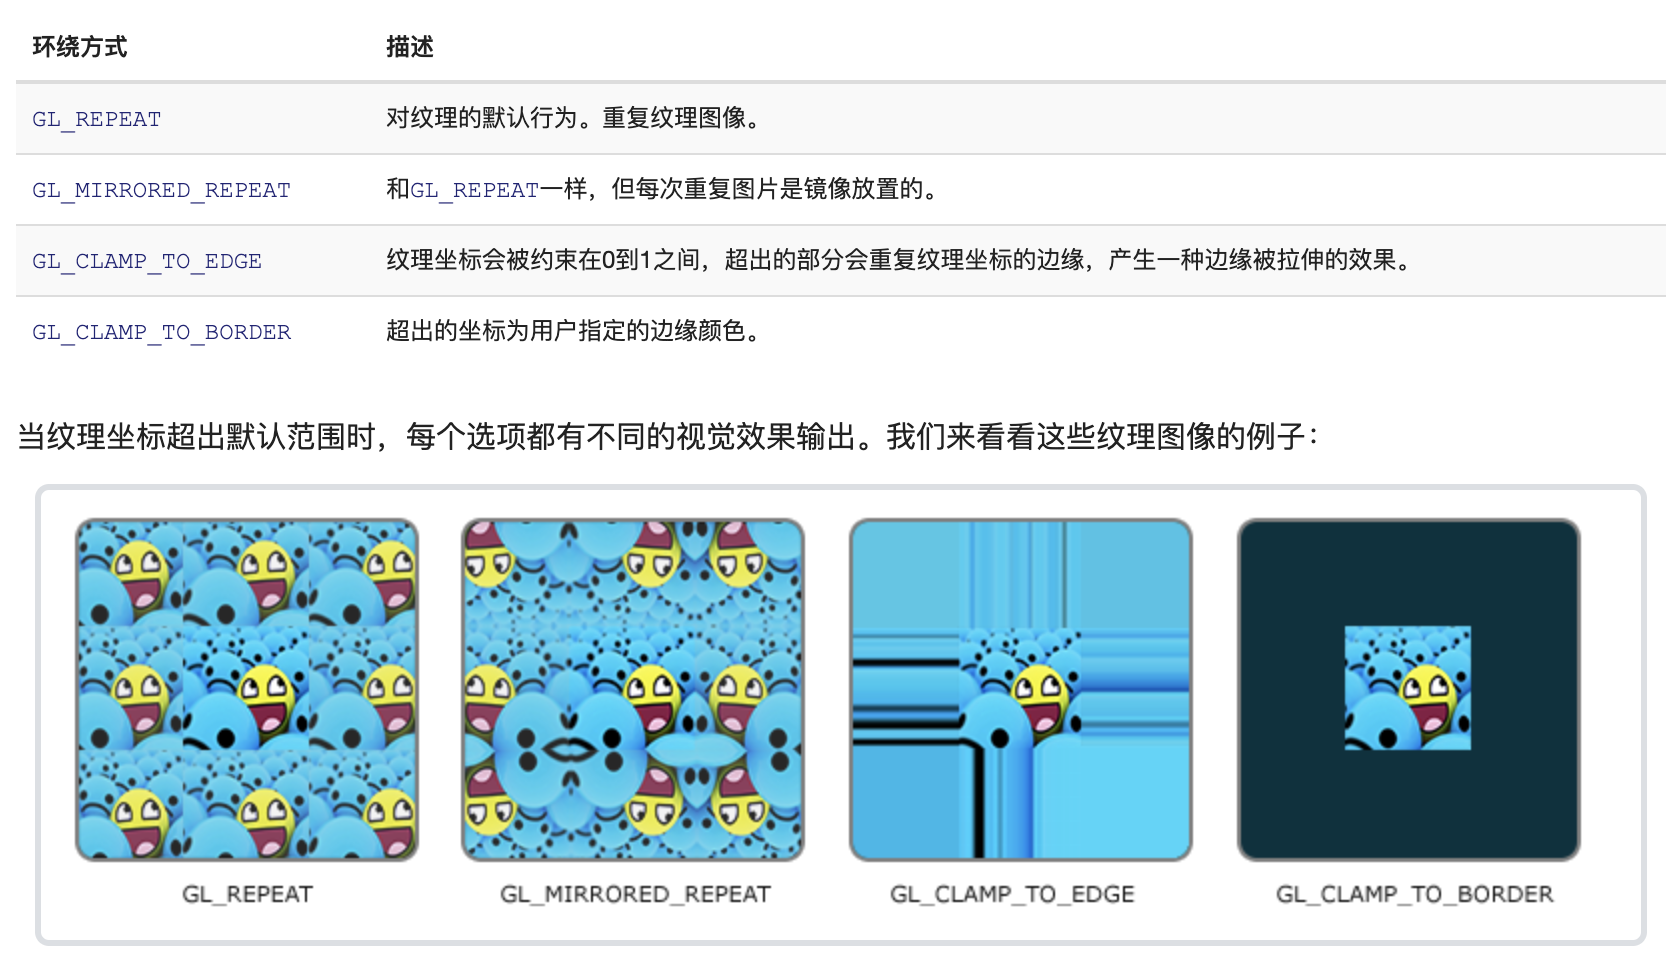 环绕方式 描述
GL_REPEAT 对纹理的默认行为。重复纹理图像。
GL_MIRRORED_REPEAT 和GL_REPEAT一样，但每次重复图片是镜像放置的。
GL_CLAMP_TO_EDGE 纹理坐标会被约束在0到1之间，超出的部分会重复纹理坐标的边缘，产生一种边缘被拉伸的效果。
GL_CLAMP_TO_BORDER 超出的坐标为用户指定的边缘颜色。
当纹理坐标超出默认范围时，每个选项都有不同的视觉效果输出。我们来看看这些纹理图像的例子：
GL_REPEAT GL_MIRRORED_REPEAT GL_CLAMP_TO_EDGE GL_CLAMP_TO_BORDER